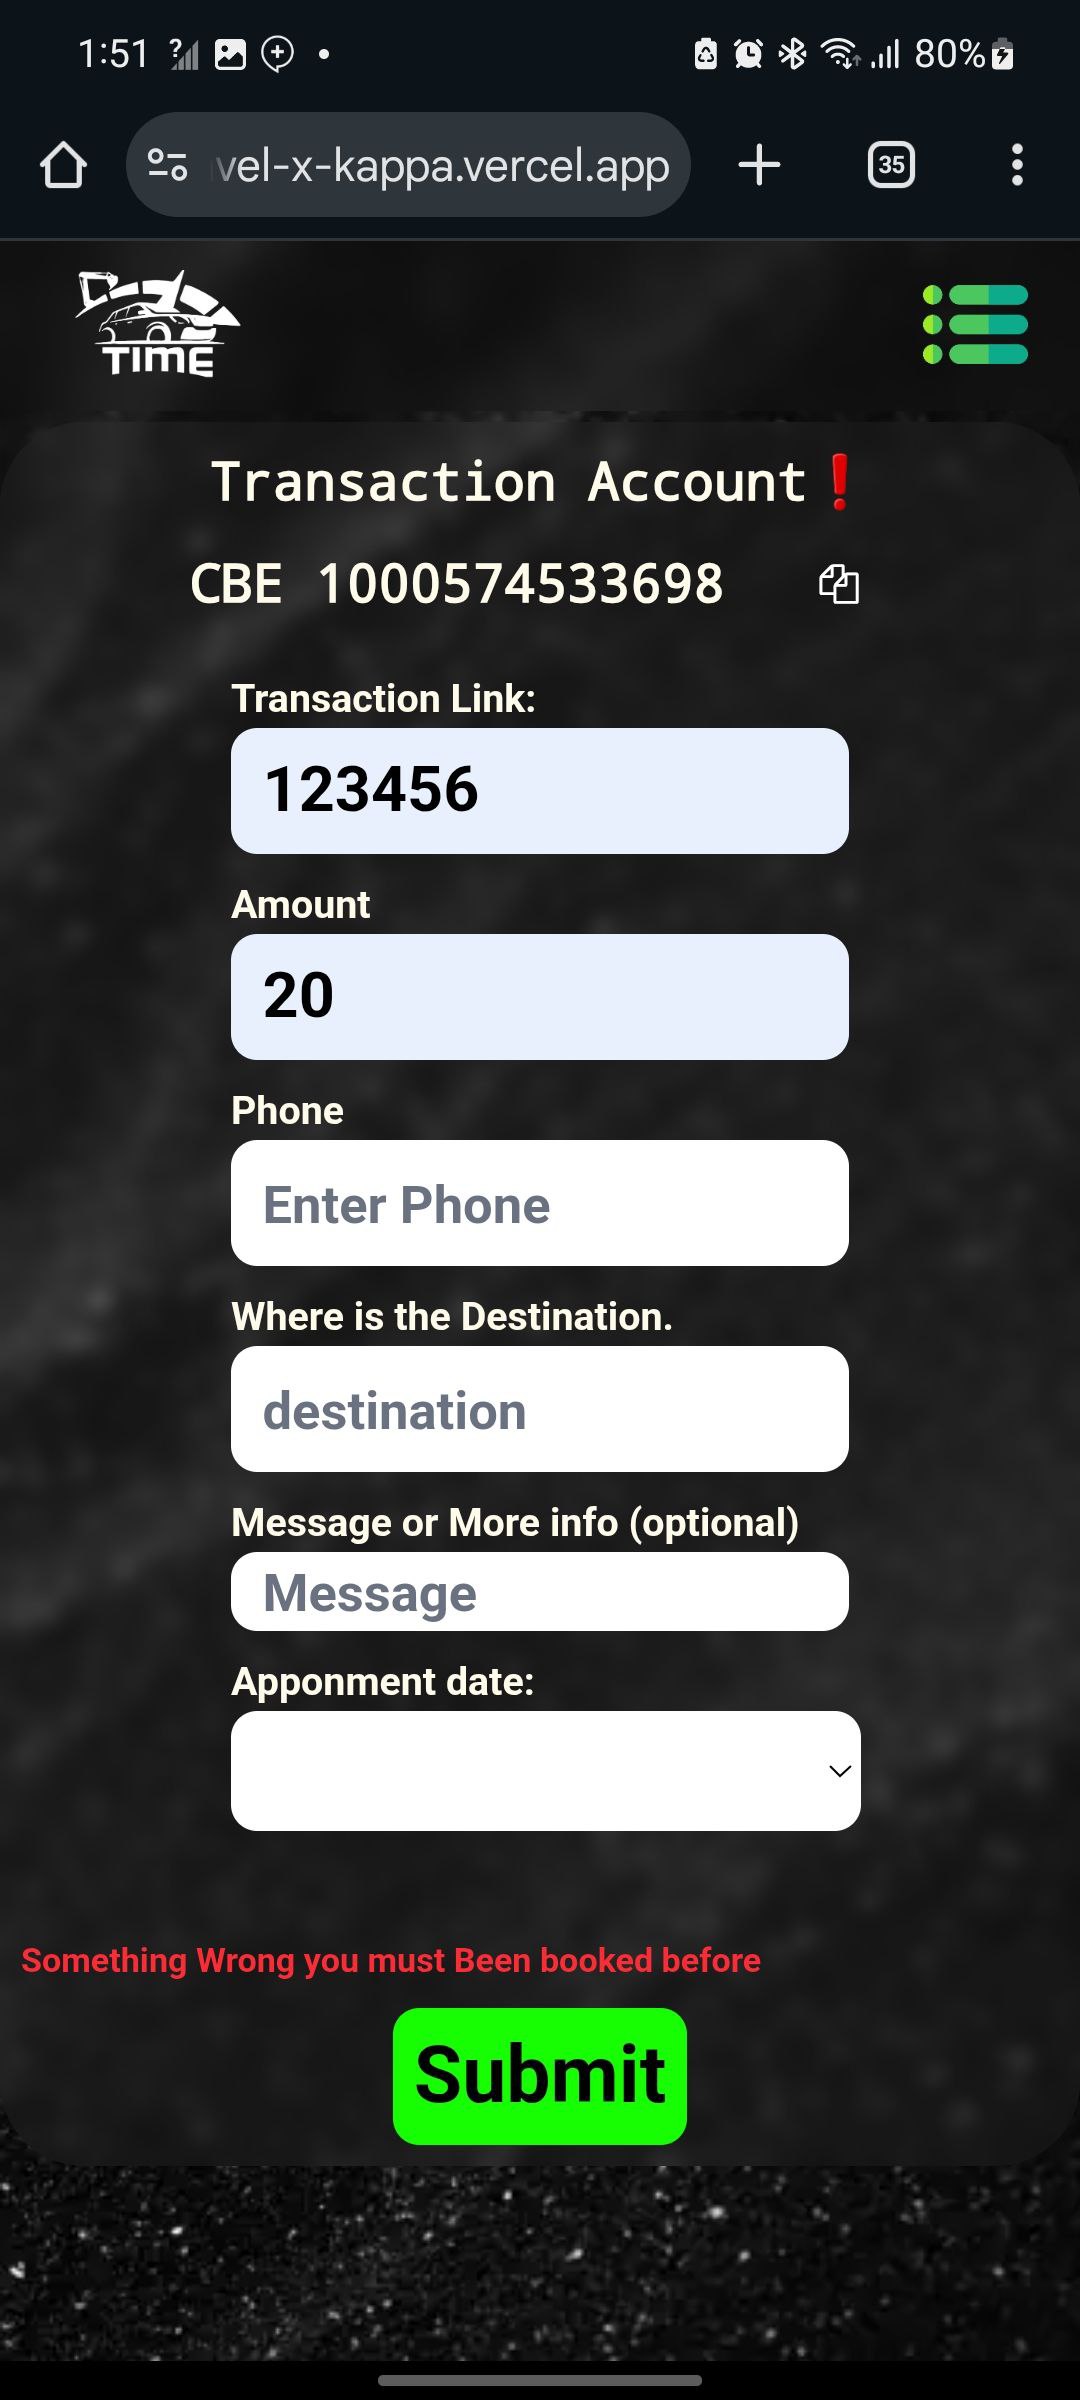 1:51
80%
vel-x-kappa.vercel.app
35
TIME
Transaction Account❗
CBE 1000574533698
Transaction Link:
123456
Amount
20
Phone
Enter Phone
Where is the Destination.
destination
Message or More info (optional)
Message
Apponment date:
Something Wrong you must Been booked before
Submit